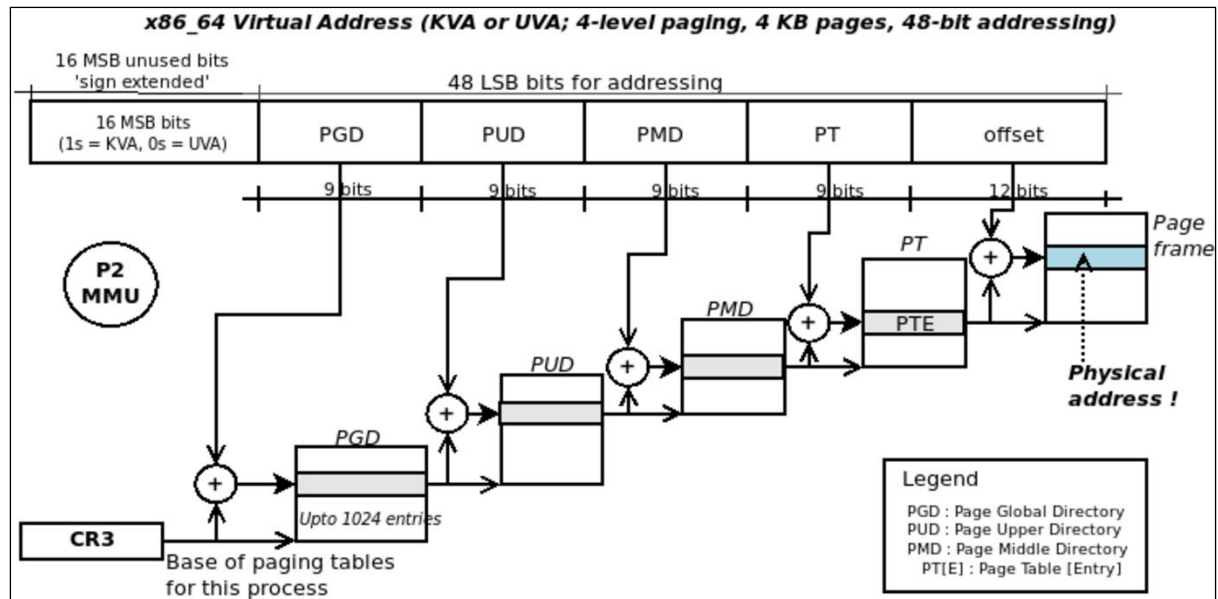 x86_64 Virtual Address (KVA or UVA; 4-level paging, 4 KB pages, 48-bit addressing)
16 MSB unused bits
'sign extended'
48 LSB bits for addressing
16 MSB bits
(1s = KVA, 0s = UVA)
PGD
PUD
PMD
PT
offset
9 bits
9 bits
9 bits
9 bits
12 bits
P2
MMU
Page
frame
PT
+
PTE
PMD
+
PUD
+
Physical
address !
PGD
+
+
Upto 1024 entries
CR3
Base of paging tables
for this process
Legend
PGD : Page Global Directory
PUD : Page Upper Directory
PMD : Page Middle Directory
PT[E] : Page Table [Entry]